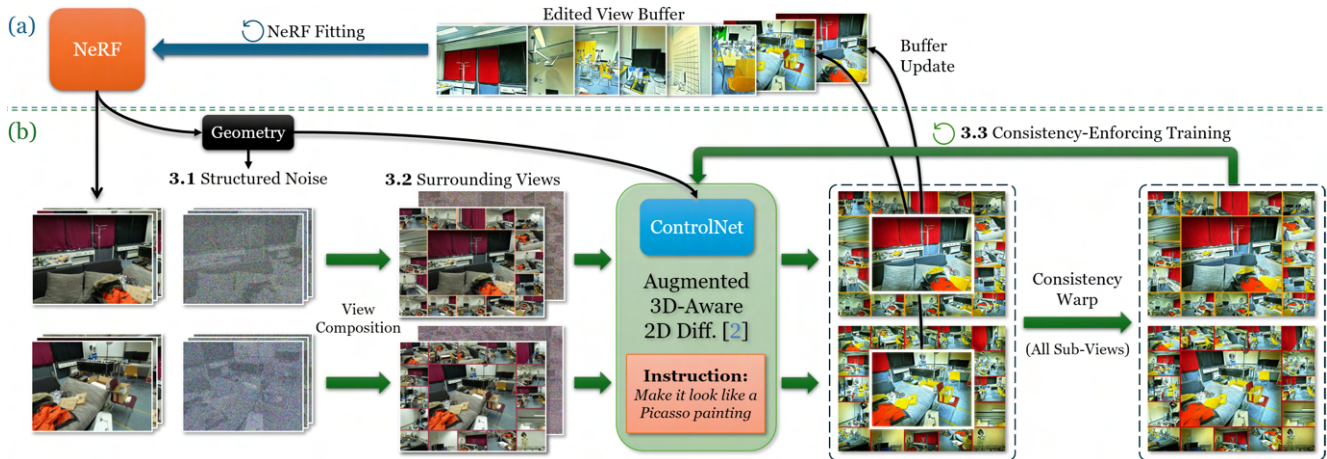 (a)
NeRF
NeRF Fitting
Edited View Buffer
Buffer
Update
(b)
Geometry
3.1 Structured Noise
3.2 Surrounding Views
3.3 Consistency-Enforcing Training
View
Composition
ControlNet
Augmented
3D-Aware
2D Diff. [2]
Instruction:
Make it look like a
Picasso painting
Consistency
Warp
(All Sub-Views)